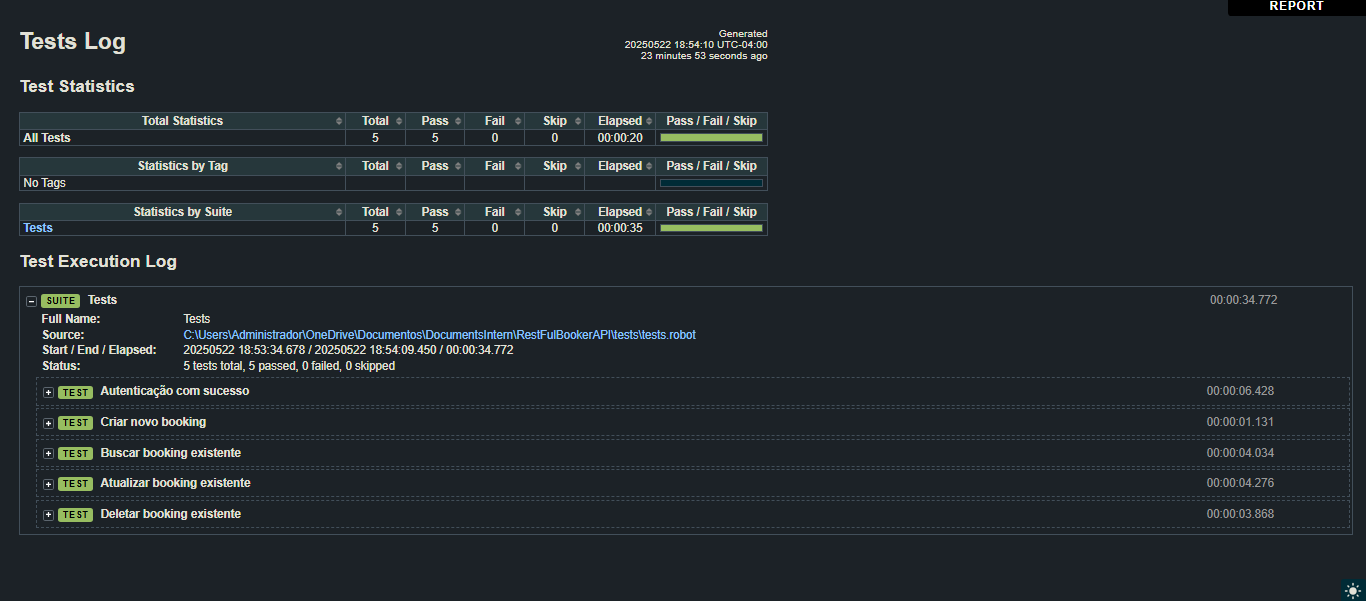 REPORT
Tests Log
Generated
20250522 18:54:10 UTC-04:00
23 minutes 53 seconds ago
Test Statistics
Total Statistics Total Pass Fail Skip Elapsed Pass / Fail / Skip
All Tests 5 5 0 0 00:00:20
Statistics by Tag Total Pass Fail Skip Elapsed Pass / Fail / Skip
No Tags
Statistics by Suite Total Pass Fail Skip Elapsed Pass / Fail / Skip
Tests 5 5 0 0 00:00:35
Test Execution Log
SUITE Tests 00:00:34.772
Full Name: Tests
Source: C:\Users\Administrador\OneDrive\Documentos\DocumentsIntern\RestFulBookerAPI\tests\tests.robot
Start / End / Elapsed: 20250522 18:53:34.678 / 20250522 18:54:09.450 / 00:00:34.772
Status: 5 tests total, 5 passed, 0 failed, 0 skipped
TEST Autenticação com sucesso 00:00:06.428
TEST Criar novo booking 00:00:01.131
TEST Buscar booking existente 00:00:04.034
TEST Atualizar booking existente 00:00:04.276
TEST Deletar booking existente 00:00:03.868